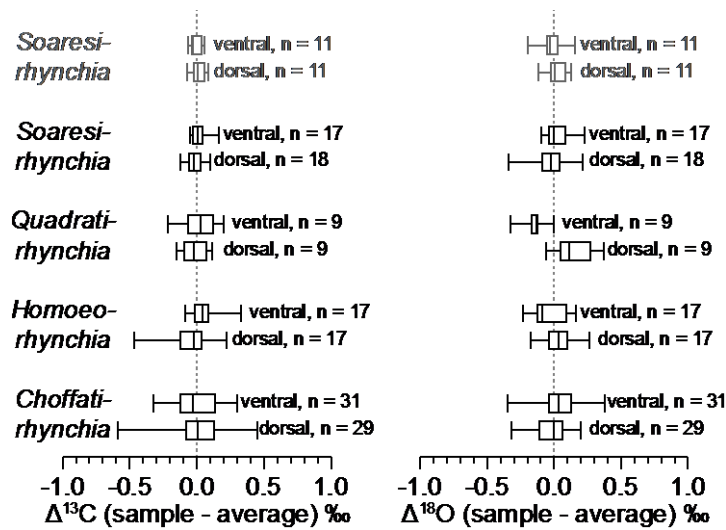 Soaresi- ventral, n = 11 ventral, n = 11
rhynchia dorsal, n = 11 dorsal, n = 11
Soaresi- ventral, n = 17 ventral, n = 17
rhynchia dorsal, n = 18 dorsal, n = 18
Quadrati- ventral, n = 9 ventral, n = 9
rhynchia dorsal, n = 9 dorsal, n = 9
Homoeo- ventral, n = 17 ventral, n = 17
rhynchia dorsal, n = 17 dorsal, n = 17
Choffati- ventral, n = 31 ventral, n = 31
rhynchia dorsal, n = 29 dorsal, n = 29
-1.0 -0.5 0.0 0.5 1.0 -1.0 -0.5 0.0 0.5 1.0
Δ¹³C (sample - average) ‰ Δ¹⁸O (sample - average) ‰